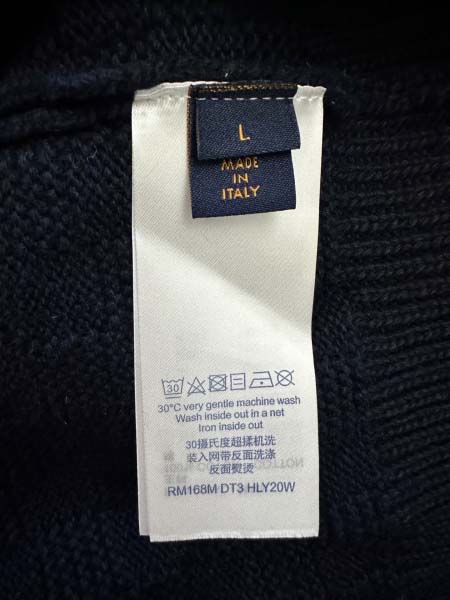 L
MADE
IN
ITALY
30
30°C very gentle machine wash
Wash inside out in a net
Iron inside out
30摄氏度超揉机洗
装入网带反面洗涤
反面熨烫
RM168M DT3 HLY20W